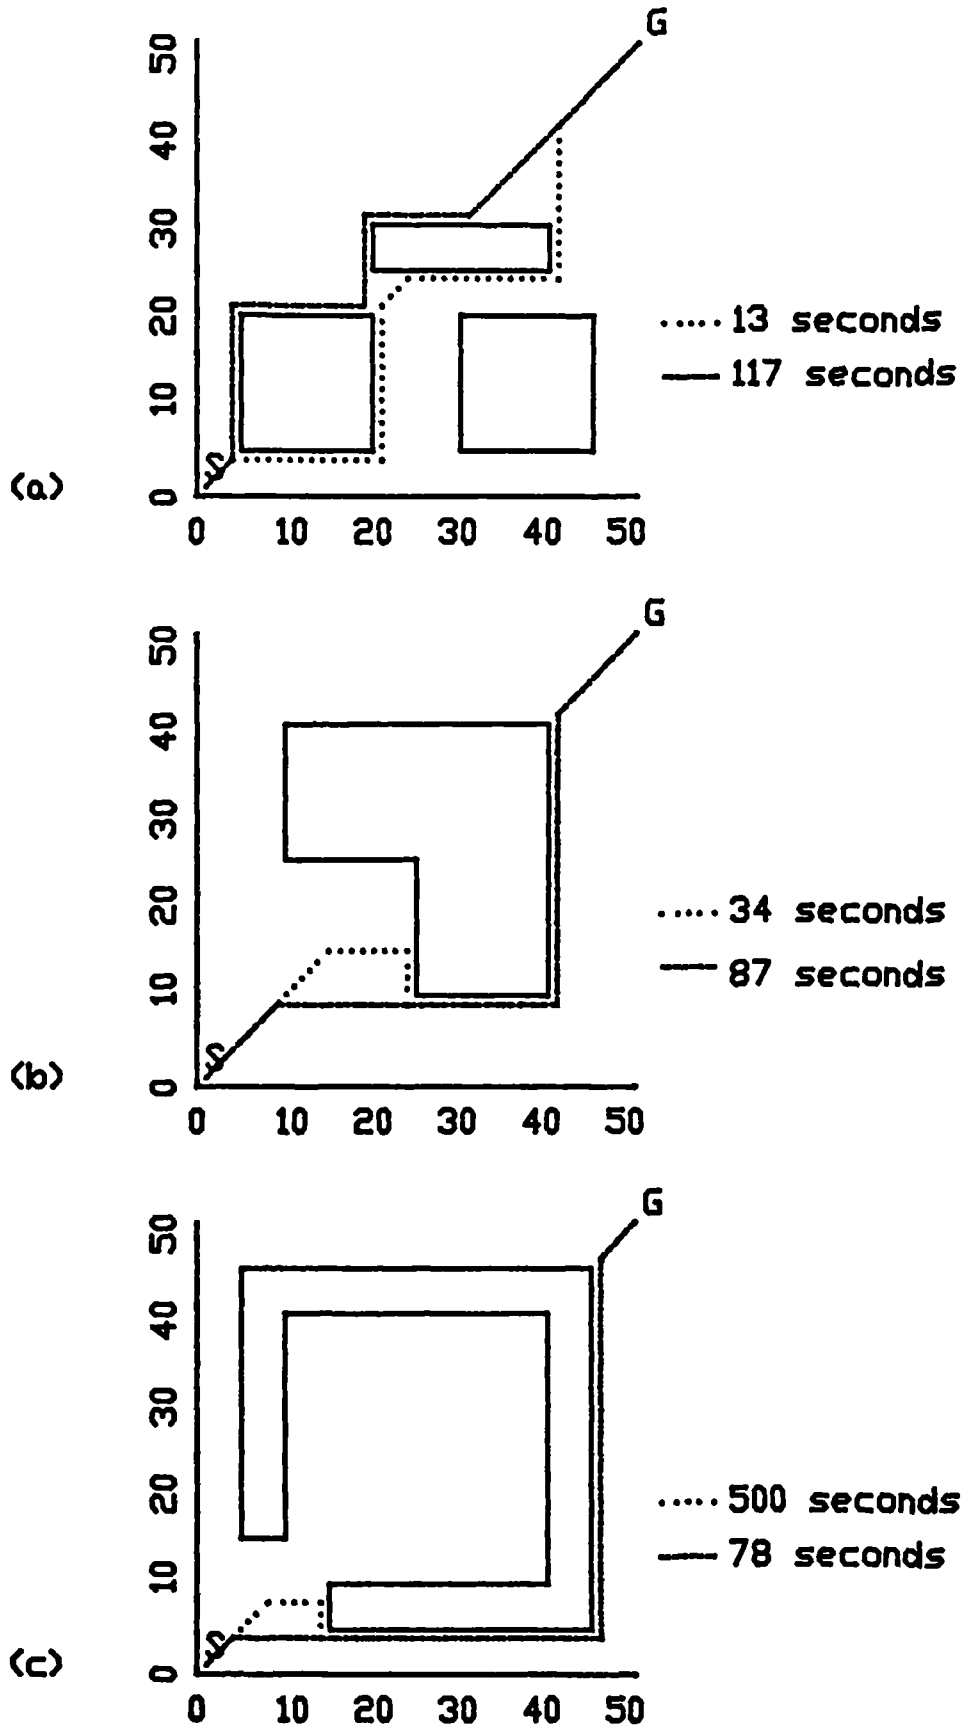 G
50
40
30
20
10
0
S
0 10 20 30 40 50
..... 13 seconds
—— 117 seconds
(a)
G
50
40
30
20
10
0
S
0 10 20 30 40 50
..... 34 seconds
—— 87 seconds
(b)
G
50
40
30
20
10
0
S
0 10 20 30 40 50
..... 500 seconds
—— 78 seconds
(c)